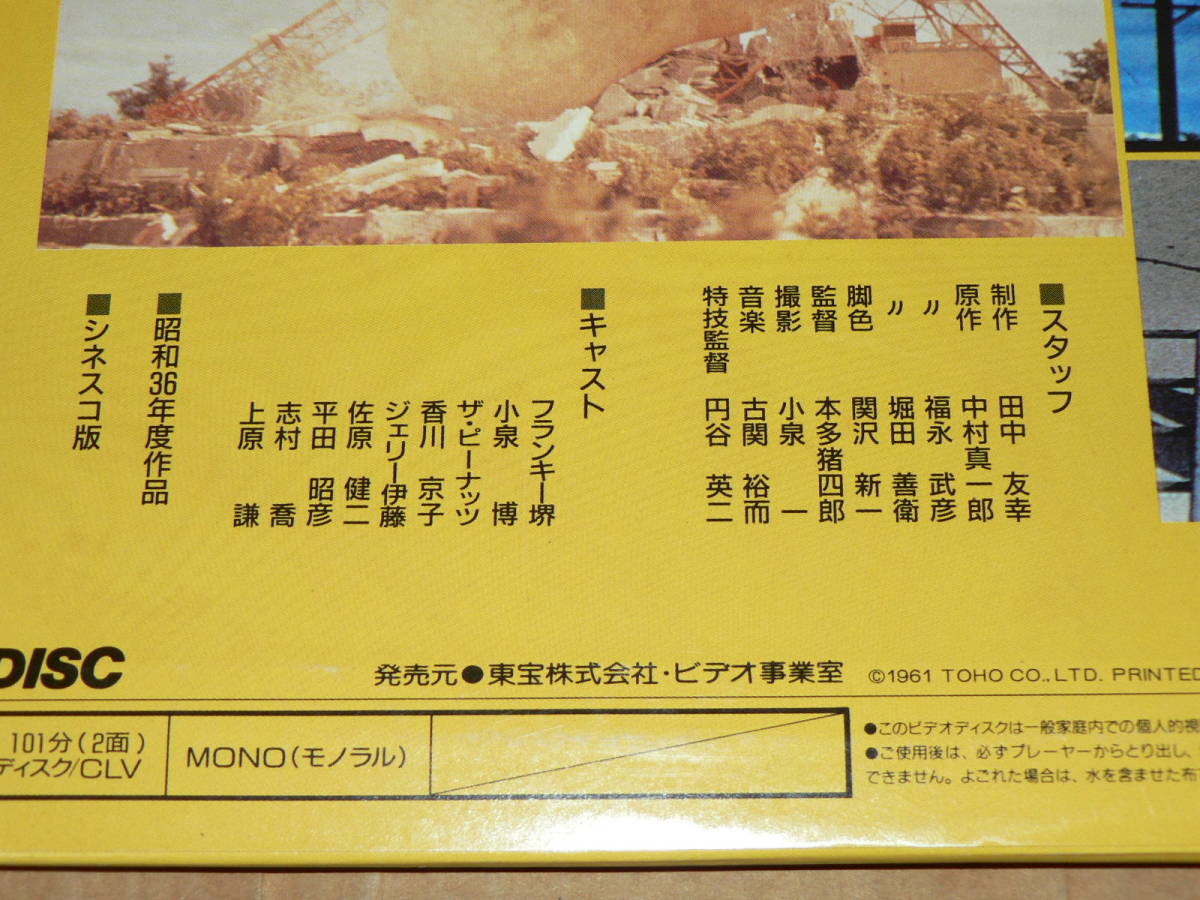 ■スタッフ
制作 田中 友幸
原作 中村真一郎
〃 福永 武彦
〃 堀田 善衛
脚色 関沢 新一
監督 本多猪四郎
撮影 小泉 一
音楽 古関 裕而
特技監督 円谷 英二
■キャスト
フランキー堺
小泉 博
ザ・ピーナッツ
香川 京子
ジェリー伊藤
佐原 健二
平田 昭彦
志村 喬
上原 謙
■昭和36年度作品
■シネスコ版
DISC
発売元●東宝株式会社・ビデオ事業室
©1961 TOHO CO.,LTD. PRINTED
101分(2面)
ディスク/CLV
MONO(モノラル)
●このビデオディスクは一般家庭内での個人的視
●ご使用後は、必ずプレーヤーからとり出し、
できません。よごれた場合は、水を含ませた布